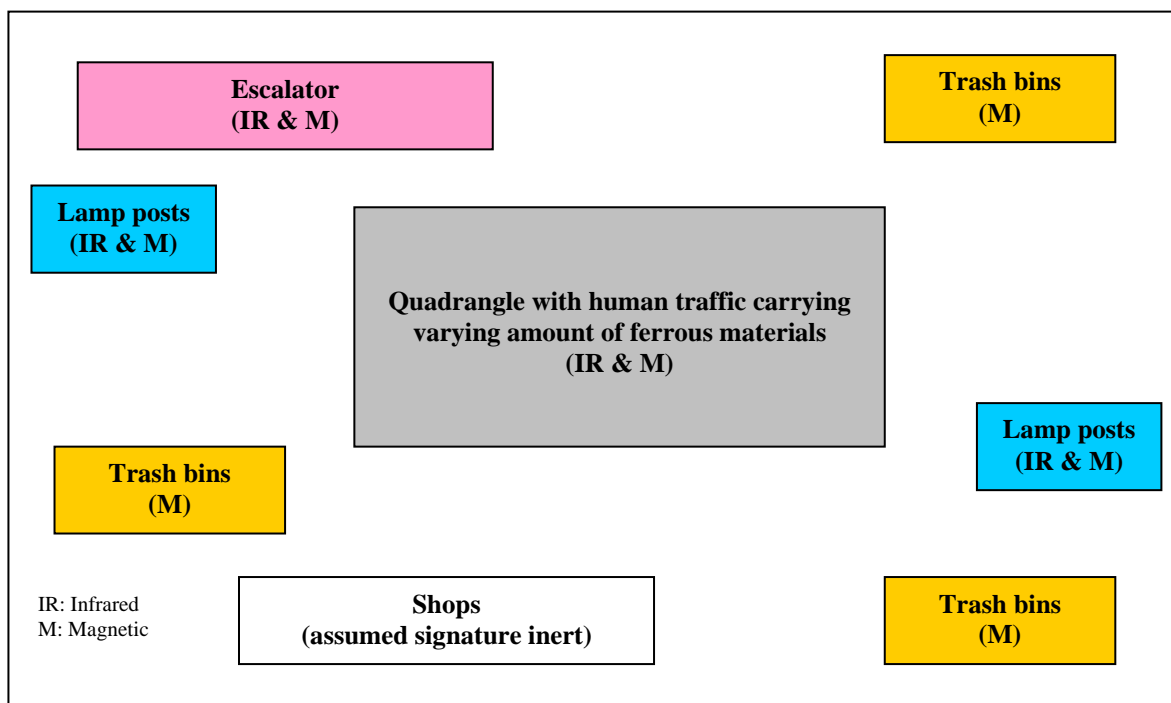 Escalator
(IR & M)
Trash bins
(M)
Lamp posts
(IR & M)
Quadrangle with human traffic carrying
varying amount of ferrous materials
(IR & M)
Lamp posts
(IR & M)
Trash bins
(M)
IR: Infrared
M: Magnetic
Shops
(assumed signature inert)
Trash bins
(M)